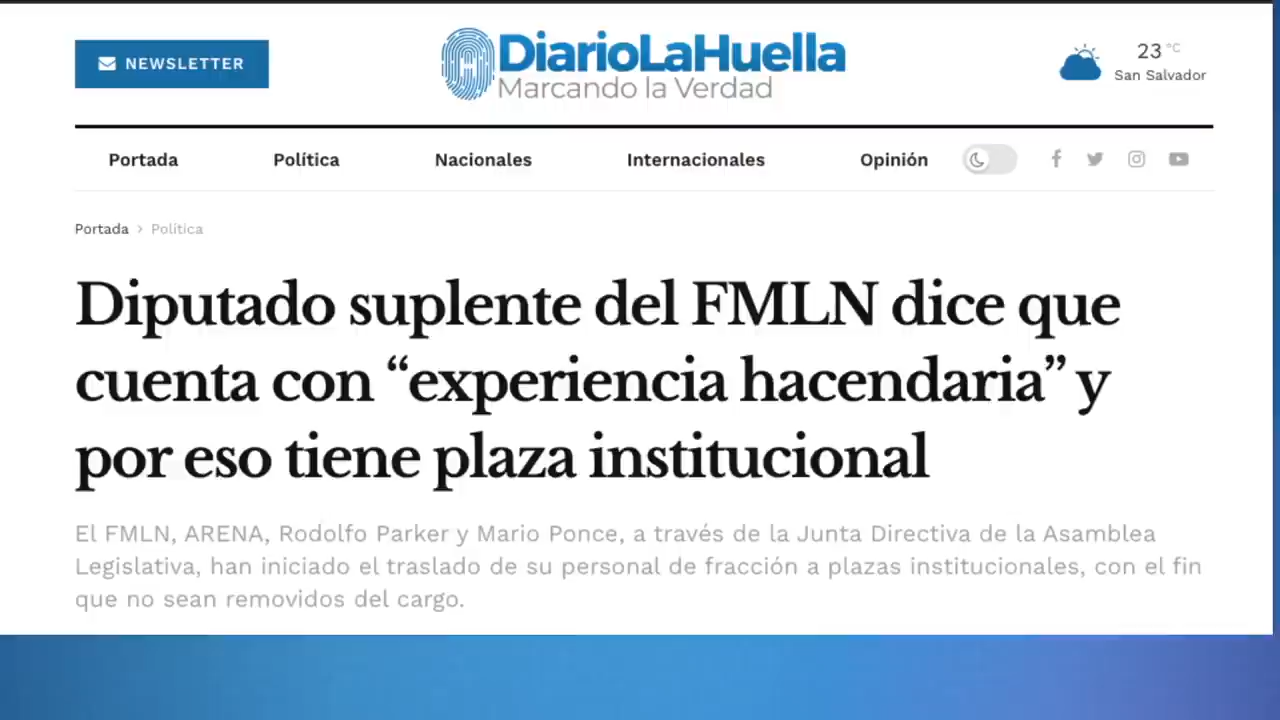 NEWSLETTER
DiarioLaHuella
Marcando la Verdad
23 °C
San Salvador
Portada Política Nacionales Internacionales Opinión
Portada > Política
Diputado suplente del FMLN dice que
cuenta con “experiencia hacendaria” y
por eso tiene plaza institucional
El FMLN, ARENA, Rodolfo Parker y Mario Ponce, a través de la Junta Directiva de la Asamblea
Legislativa, han iniciado el traslado de su personal de fracción a plazas institucionales, con el fin
que no sean removidos del cargo.